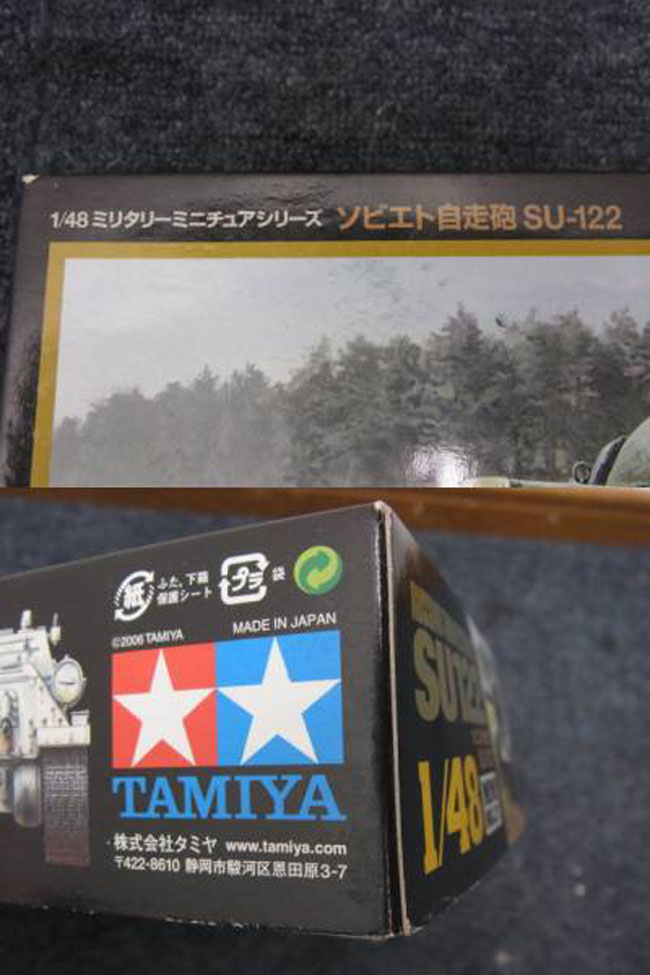 1/48 ミリタリーミニチュアシリーズ ソビエト自走砲 SU-122
紙 ふた、下箱
保護シート
プラ 袋
©2006 TAMIYA
MADE IN JAPAN
TAMIYA
株式会社タミヤ www.tamiya.com
〒422-8610 静岡市駿河区恩田原3-7
SU122
1/48